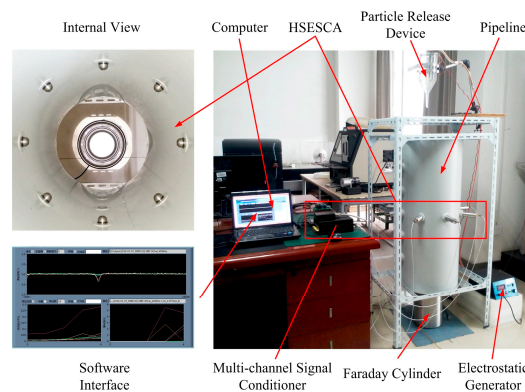 Internal View
Computer
HSESCA
Particle Release
Device
Pipeline
Software
Interface
Multi-channel Signal
Conditioner
Faraday Cylinder
Electrostatic
Generator